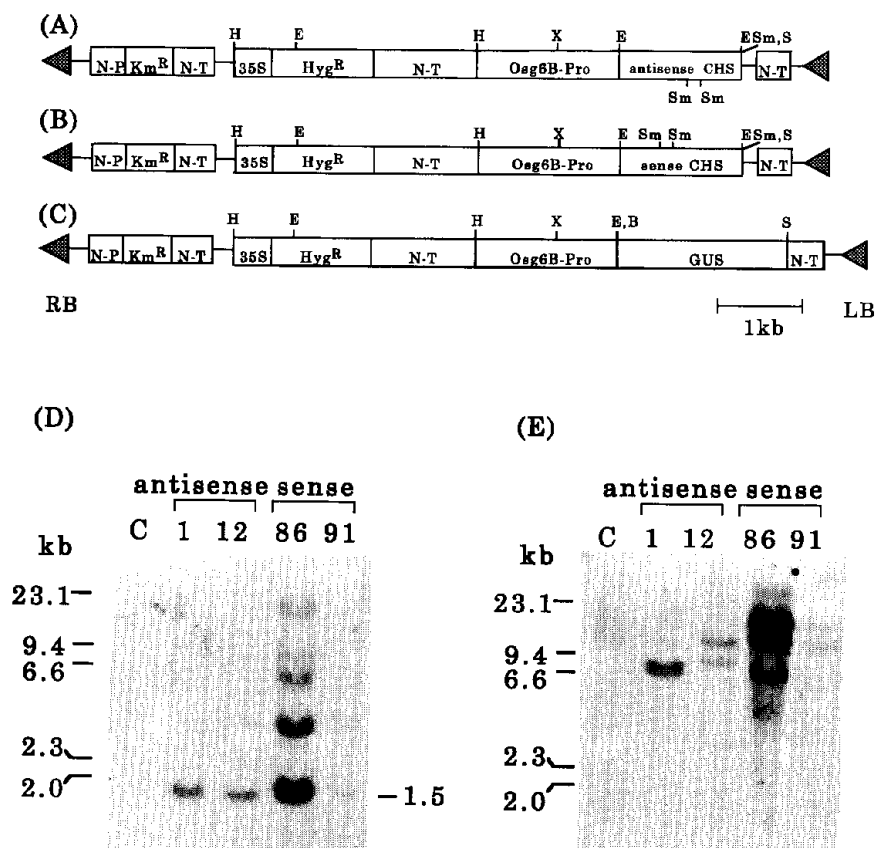 (A)
H E H X E ESm,S
N-P KmR N-T 35S HygR N-T Osg6B-Pro antisense CHS N-T
Sm Sm
(B)
H E H X E Sm Sm ESm,S
N-P KmR N-T 35S HygR N-T Osg6B-Pro sense CHS N-T
(C)
H E H X E,B S
N-P KmR N-T 35S HygR N-T Osg6B-Pro GUS N-T
RB LB
1kb
(D)
antisense sense
C 1 12 86 91
kb
23.1
9.4
6.6
2.3
2.0
1.5
(E)
antisense sense
C 1 12 86 91
kb
23.1
9.4
6.6
2.3
2.0